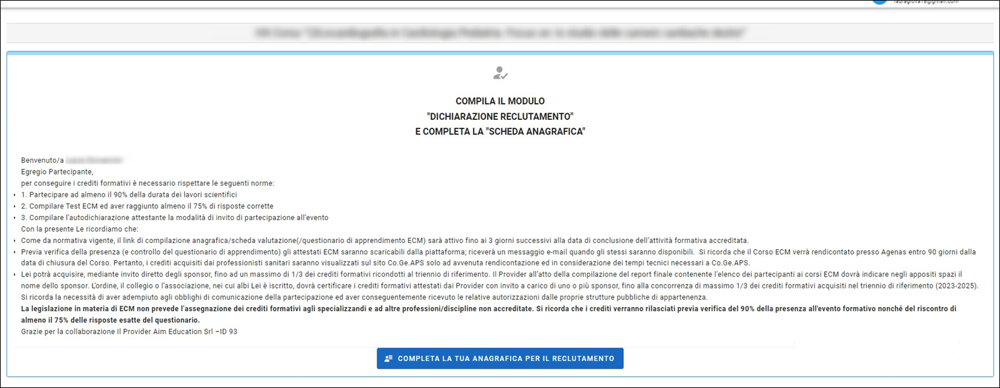 COMPILA IL MODULO
"DICHIARAZIONE RECLUTAMENTO"
E COMPLETA LA "SCHEDA ANAGRAFICA"
Benvenuto/a
Egregio Partecipante,
per conseguire i crediti formativi è necessario rispettare le seguenti norme:
1. Partecipare ad almeno il 90% della durata dei lavori scientifici
2. Compilare Test ECM ed aver raggiunto almeno il 75% di risposte corrette
3. Compilare l'autodichiarazione attestante la modalità di invito di partecipazione all'evento
Con la presente Le ricordiamo che:
Come da normativa vigente, il link di compilazione anagrafica/scheda valutazione(/questionario di apprendimento ECM) sarà attivo fino ai 3 giorni successivi alla data di conclusione dell'attività formativa accreditata.
Previa verifica della presenza (e controllo del questionario di apprendimento) gli attestati ECM saranno scaricabili dalla piattaforma; riceverà un messaggio e-mail quando gli stessi saranno disponibili. Si ricorda che il Corso ECM verrà rendicontato presso Agenas entro 90 giorni dalla
data di chiusura del Corso. Pertanto, i crediti acquisiti dai professionisti sanitari saranno visualizzati sul sito Co.Ge.APS solo ad avvenuta rendicontazione ed in considerazione dei tempi tecnici necessari a Co.Ge.APS.
Lei potrà acquisire, mediante invito diretto degli sponsor, fino ad un massimo di 1/3 dei crediti formativi ricondotti al triennio di riferimento. Il Provider all'atto della compilazione del report finale contenente l'elenco dei partecipanti ai corsi ECM dovrà indicare negli appositi spazi il
nome dello sponsor. L'ordine, il collegio o l'associazione, nei cui albi Lei è iscritto, dovrà certificare i crediti formativi attestati dai Provider con invito a carico di uno o più sponsor, fino alla concorrenza di massimo 1/3 dei crediti formativi acquisiti nel triennio di riferimento (2023-2025).
Si ricorda la necessità di aver adempiuto agli obblighi di comunicazione della partecipazione ed aver conseguentemente ricevuto le relative autorizzazioni dalle proprie strutture pubbliche di appartenenza.
La legislazione in materia di ECM non prevede l'assegnazione dei crediti formativi agli specializzandi e ad altre professioni/discipline non accreditate. Si ricorda che i crediti verranno rilasciati previa verifica del 90% della presenza all'evento formativo nonché del riscontro di
almeno il 75% delle risposte esatte del questionario.
Grazie per la collaborazione Il Provider Aim Education Srl –ID 93
COMPLETA LA TUA ANAGRAFICA PER IL RECLUTAMENTO